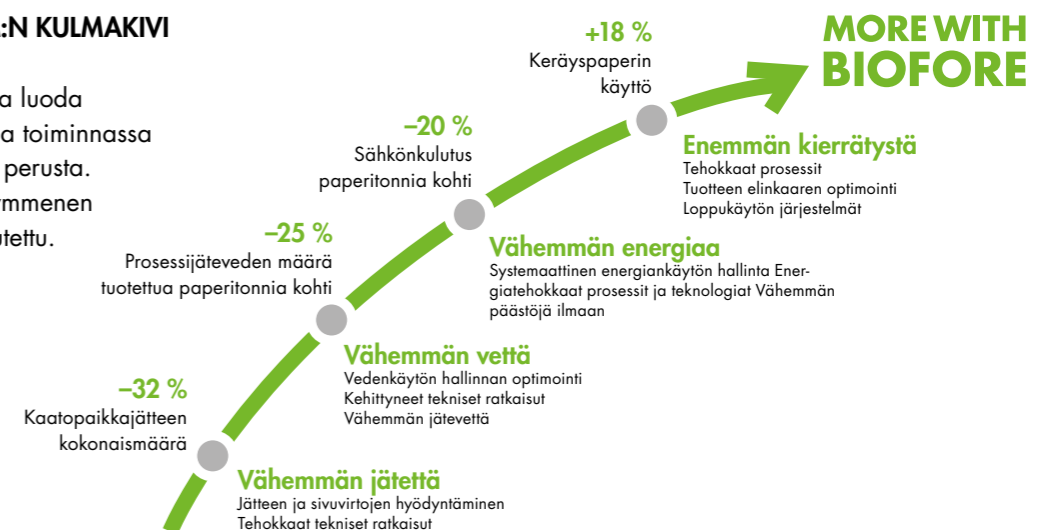 :N KULMAKIVI
a luoda
a toiminnassa
perusta.
mmenen
utettu.
MORE WITH
BIOFORE
+18 %
Keräyspaperin
käyttö
Enemmän kierrätystä
Tehokkaat prosessit
Tuotteen elinkaaren optimointi
Loppukäytön järjestelmät
–20 %
Sähkönkulutus
paperitonnia kohti
Vähemmän energiaa
Systemaattinen energiankäytön hallinta Ener-
giatehokkaat prosessit ja teknologiat Vähemmän
päästöjä ilmaan
–25 %
Prosessijäteveden määrä
tuotettua paperitonnia kohti
Vähemmän vettä
Vedenkäytön hallinnan optimointi
Kehittyneet tekniset ratkaisut
Vähemmän jätevettä
–32 %
Kaatopaikkajätteen
kokonaismäärä
Vähemmän jätettä
Jätteen ja sivuvirtojen hyödyntäminen
Tehokkaat tekniset ratkaisut